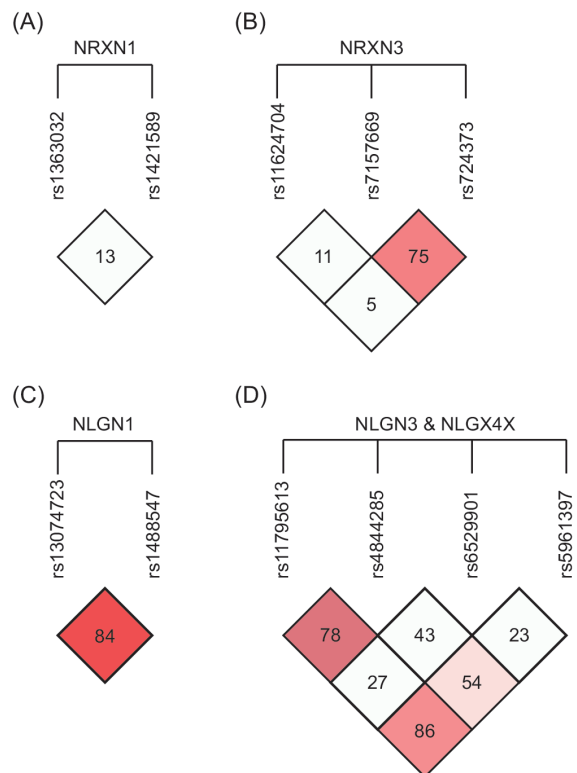 (A)
NRXN1
rs1363032
rs1421589
13
(B)
NRXN3
rs11624704
rs7157669
rs724373
11
75
5
(C)
NLGN1
rs13074723
rs1488547
84
(D)
NLGN3 & NLGX4X
rs11795613
rs4844285
rs6529901
rs5961397
78
43
23
27
54
86